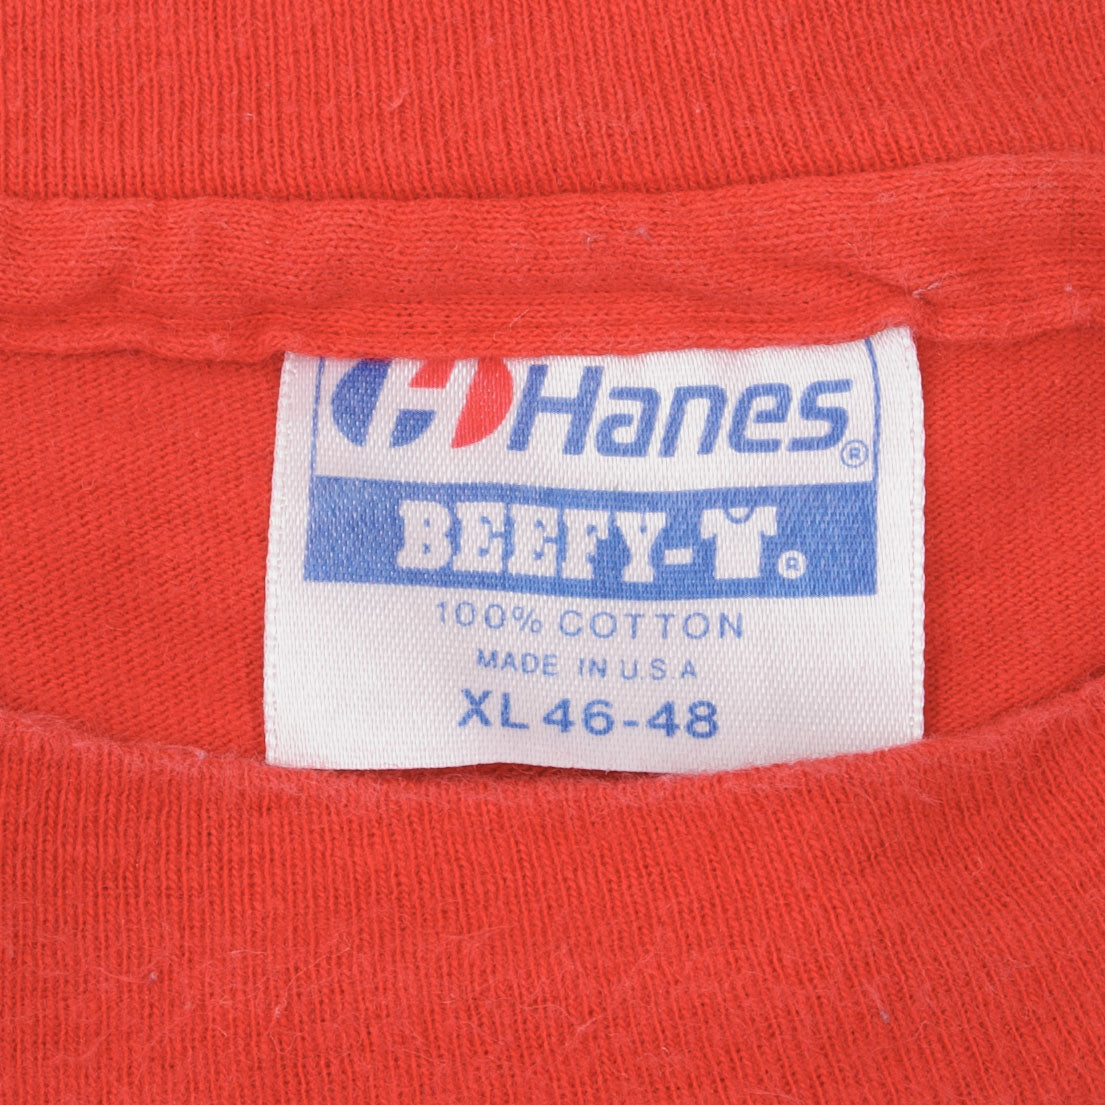 Hanes®
BEEFY-T®
100% COTTON
MADE IN U.S.A
XL 46-48